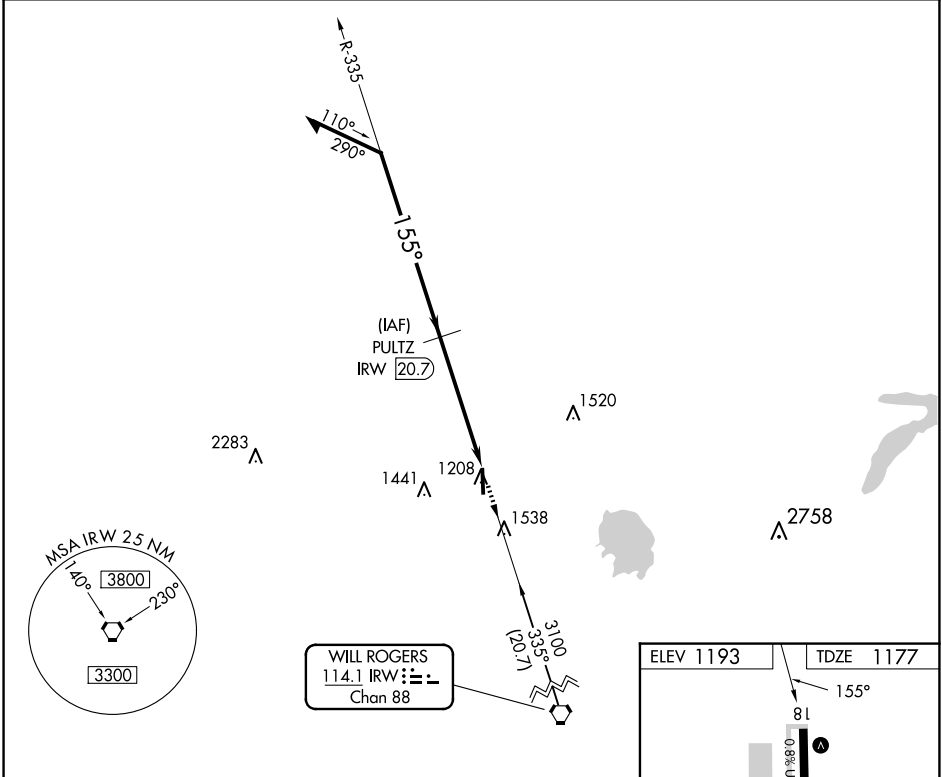 R-335
110°
290°
155°
(IAF)
PULTZ
IRW 20.7
1520
2283
1441
1208
1538
2758
MSA IRW 25 NM
140°
3800
230°
3300
WILL ROGERS
114.1 IRW
Chan 88
3100
335°
(20.7)
ELEV 1193
TDZE 1177
155°
18
V
0.8% U